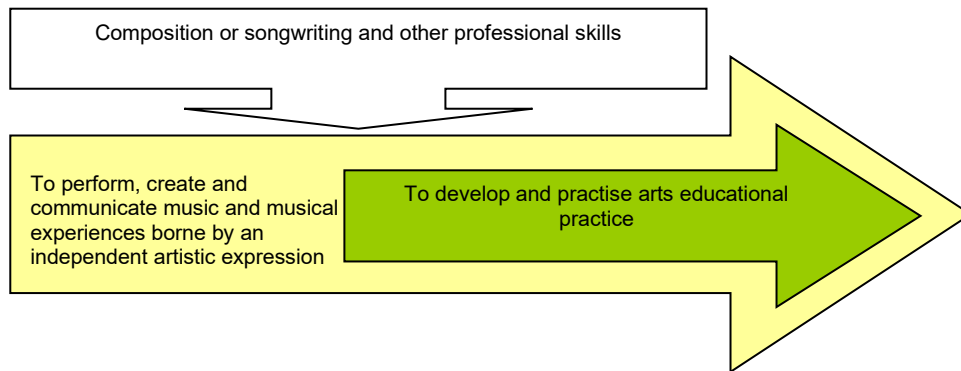 Composition or songwriting and other professional skills
To perform, create and
communicate music and musical
experiences borne by an
independent artistic expression
To develop and practise arts educational
practice